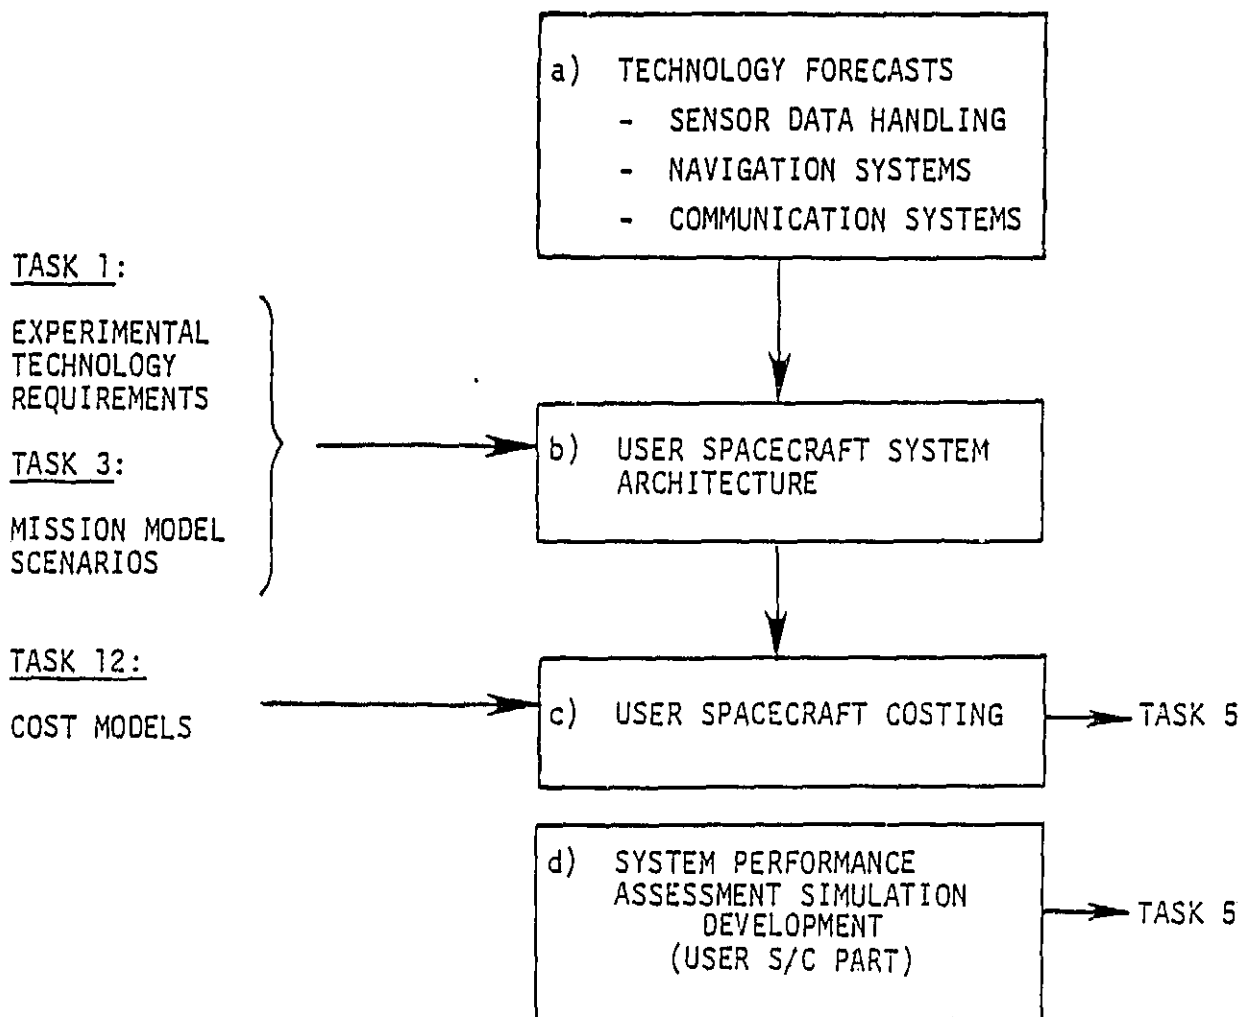 a) TECHNOLOGY FORECASTS
- SENSOR DATA HANDLING
- NAVIGATION SYSTEMS
- COMMUNICATION SYSTEMS
TASK 1:
EXPERIMENTAL
TECHNOLOGY
REQUIREMENTS
TASK 3:
MISSION MODEL
SCENARIOS
b) USER SPACECRAFT SYSTEM
ARCHITECTURE
TASK 12:
COST MODELS
c) USER SPACECRAFT COSTING
TASK 5
d) SYSTEM PERFORMANCE
ASSESSMENT SIMULATION
DEVELOPMENT
(USER S/C PART)
TASK 5